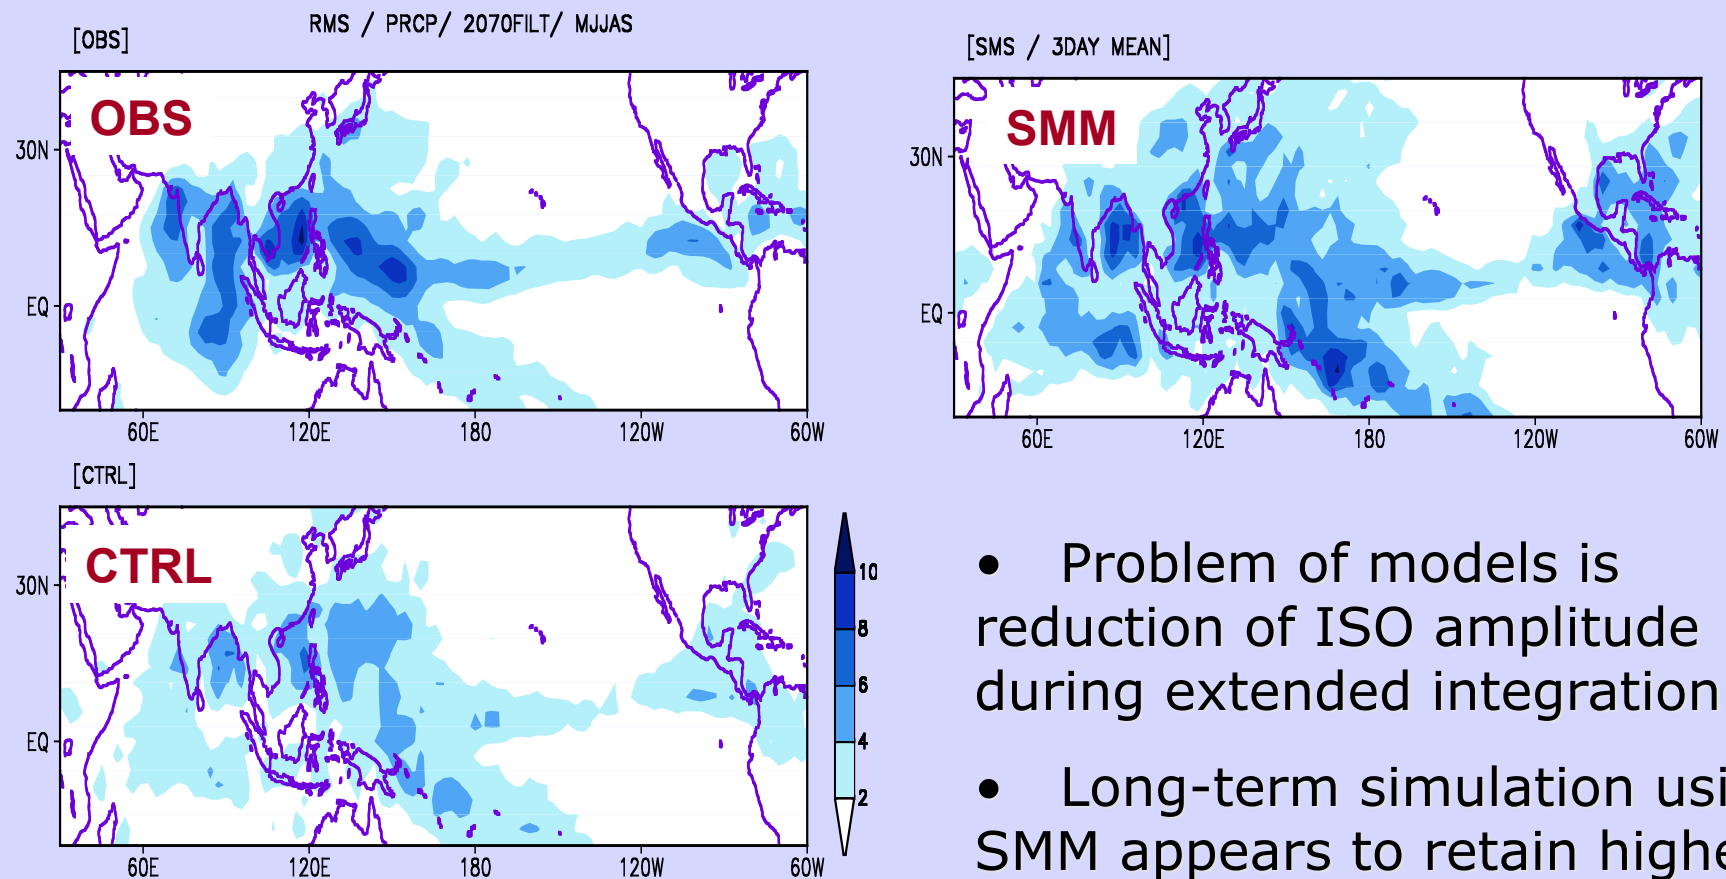 RMS / PRCP/ 2070FILT/ MJJAS
[OBS]
OBS
30N
EQ
60E 120E 180 120W 60W
[SMS / 3DAY MEAN]
SMM
30N
EQ
60E 120E 180 120W 60W
[CTRL]
CTRL
30N
EQ
60E 120E 180 120W 60W
10
8
6
4
2
• Problem of models is
reduction of ISO amplitude
during extended integration
• Long-term simulation usi
SMM appears to retain highe